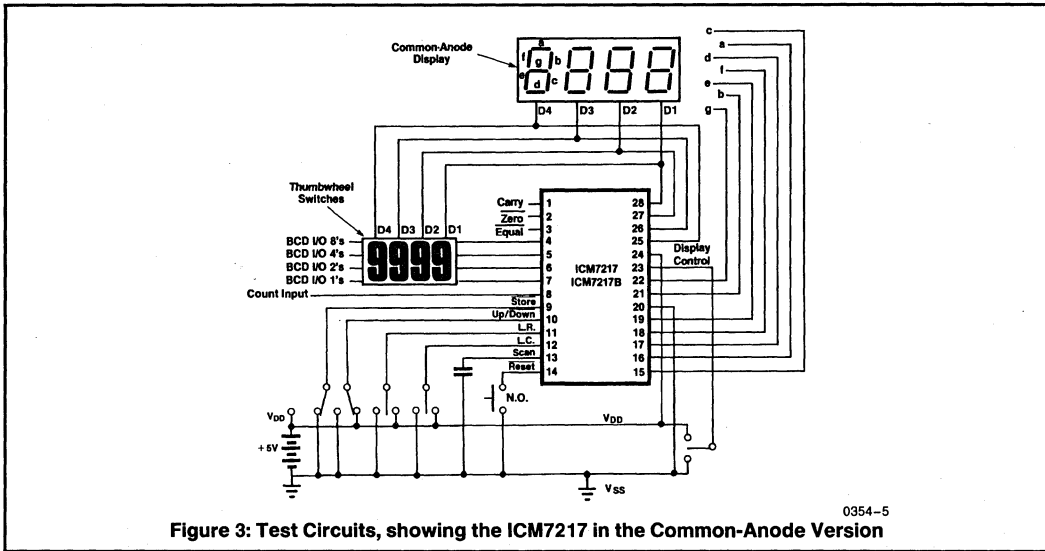 Common-Anode
Display
a
f
g
b
e
d
c
D4
D3
D2
D1
c
a
d
f
e
b
g
Thumbwheel
Switches
D4 D3 D2 D1
9999
BCD I/O 8's
BCD I/O 4's
BCD I/O 2's
BCD I/O 1's
Count Input
Store
Up/Down
L.R.
L.C.
Scan
Reset
Carry
Zero
Equal
1
2
3
4
5
6
7
8
9
10
11
12
13
14
ICM7217
ICM7217B
28
27
26
25
24
23
22
21
20
19
18
17
16
15
Display
Control
N.O.
VDD
+5V
VDD
VSS
0354-5
Figure 3: Test Circuits, showing the ICM7217 in the Common-Anode Version